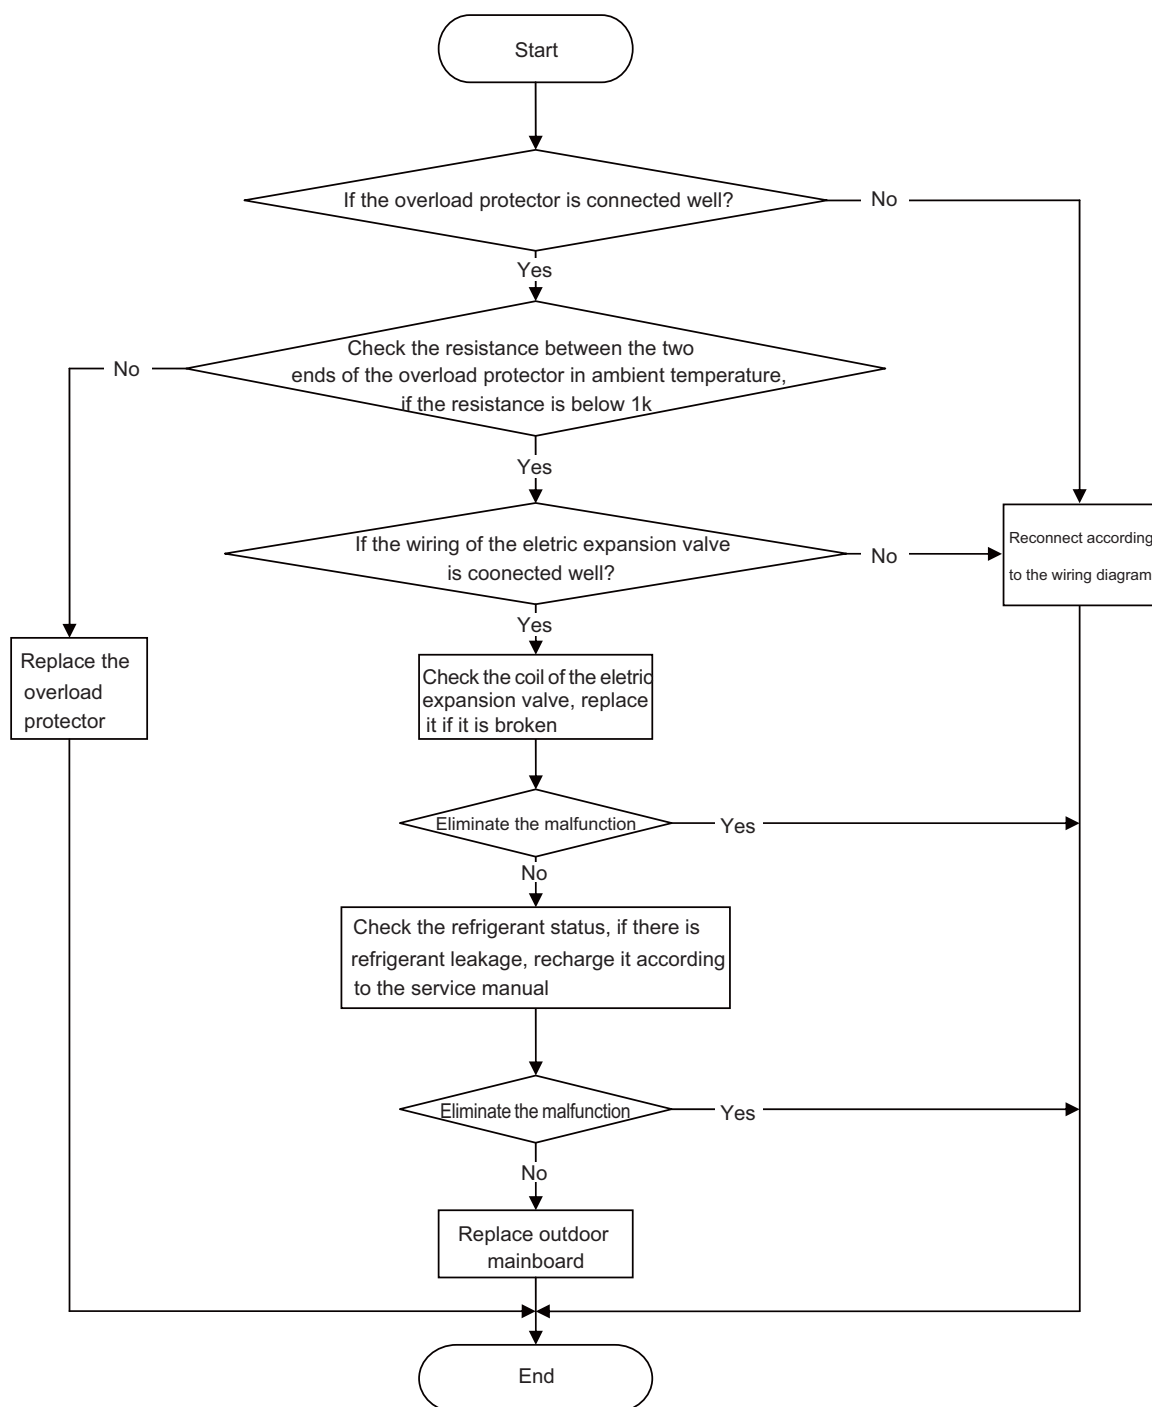 Start
If the overload protector is connected well?
No
Yes
Check the resistance between the two
ends of the overload protector in ambient temperature,
if the resistance is below 1k
No
Yes
If the wiring of the eletric expansion valve
is coonected well?
No
Reconnect according
to the wiring diagram
Yes
Replace the
overload
protector
Check the coil of the eletric
expansion valve, replace
it if it is broken
Eliminate the malfunction
Yes
No
Check the refrigerant status, if there is
refrigerant leakage, recharge it according
to the service manual
Eliminate the malfunction
Yes
No
Replace outdoor
mainboard
End